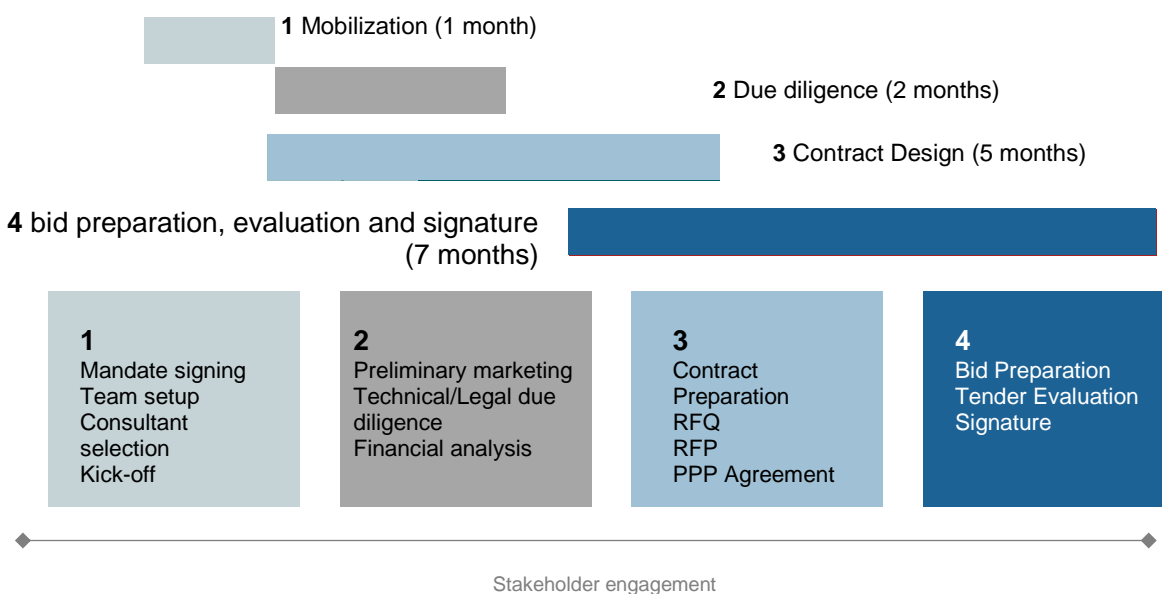 1 Mobilization (1 month)
2 Due diligence (2 months)
3 Contract Design (5 months)
4 bid preparation, evaluation and signature
(7 months)
1
Mandate signing
Team setup
Consultant
selection
Kick-off
2
Preliminary marketing
Technical/Legal due
diligence
Financial analysis
3
Contract
Preparation
RFQ
RFP
PPP Agreement
4
Bid Preparation
Tender Evaluation
Signature
Stakeholder engagement